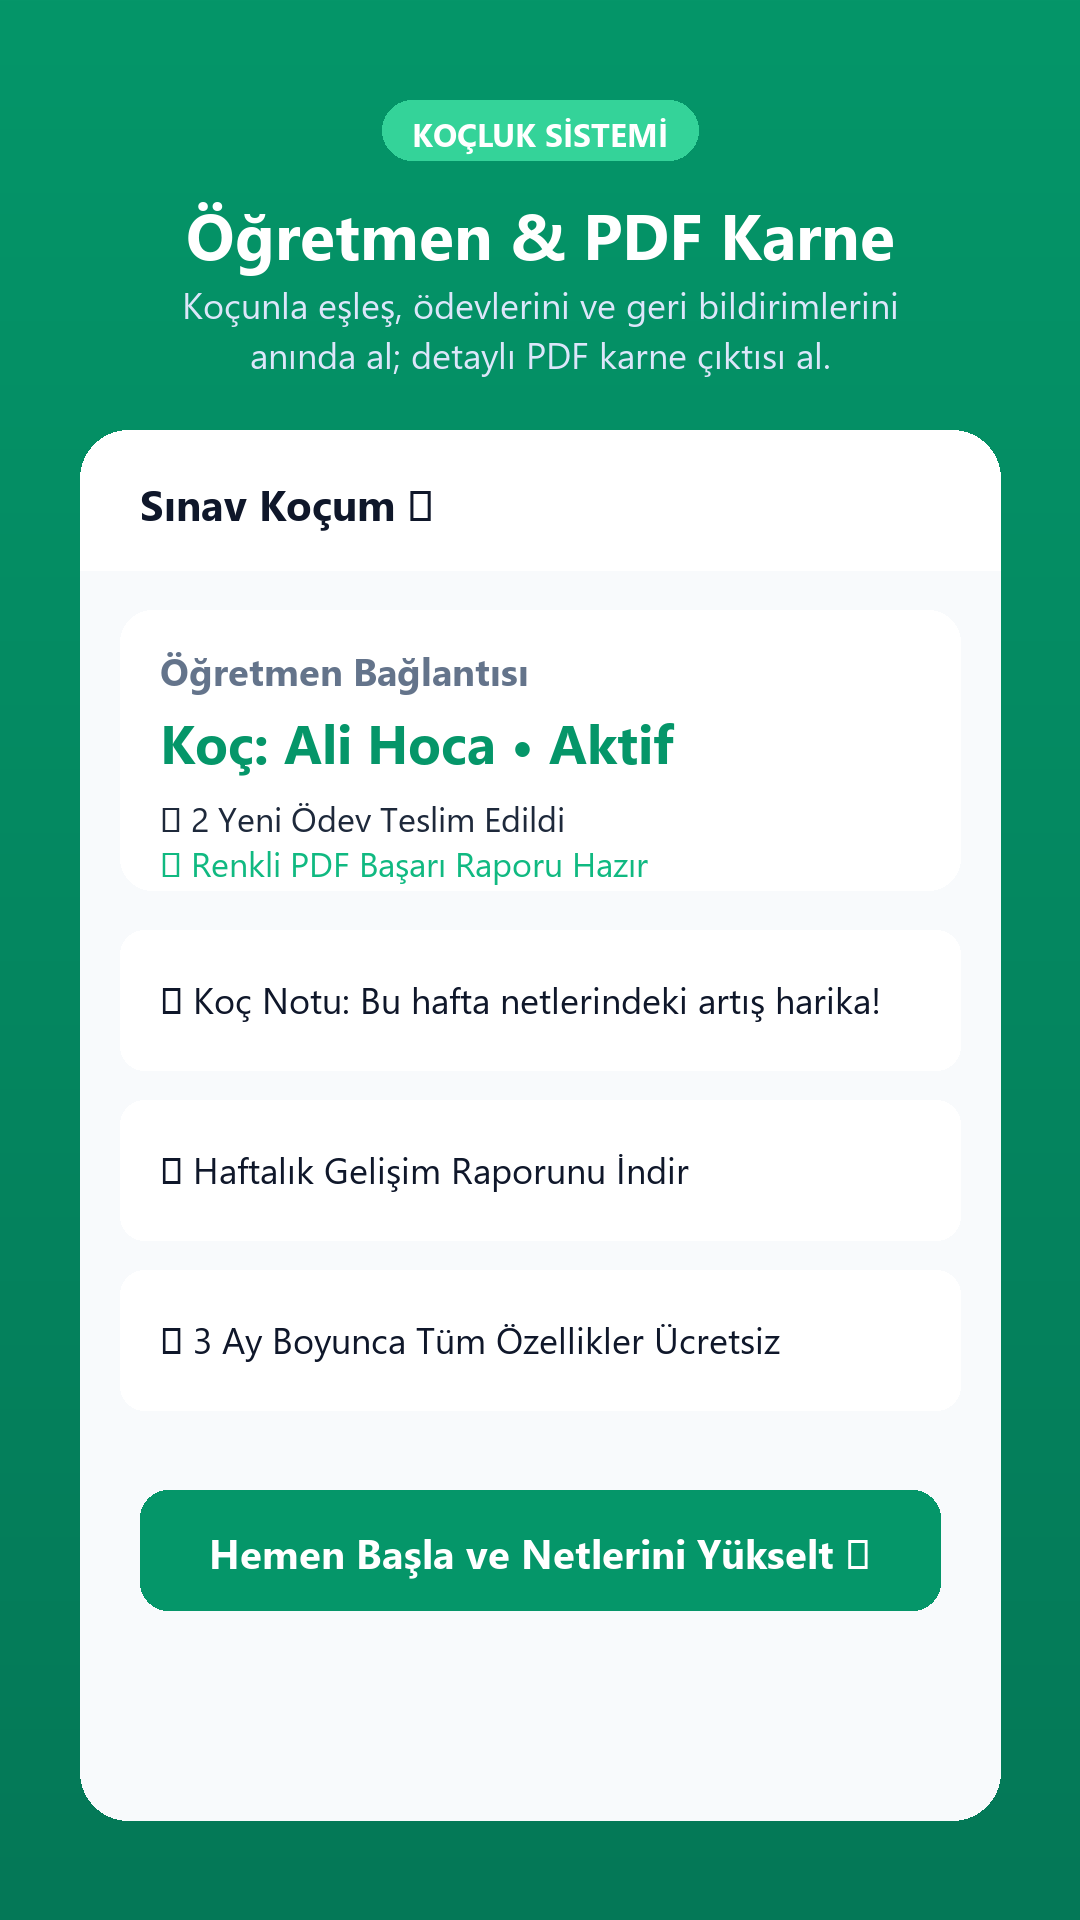 KOÇLUK SİSTEMİ
Öğretmen & PDF Karne
Koçunla eşleş, ödevlerini ve geri bildirimlerini
anında al; detaylı PDF karne çıktısı al.
Sınav Koçum
Öğretmen Bağlantısı
Koç: Ali Hoca • Aktif
2 Yeni Ödev Teslim Edildi
Renkli PDF Başarı Raporu Hazır
Koç Notu: Bu hafta netlerindeki artış harika!
Haftalık Gelişim Raporunu İndir
3 Ay Boyunca Tüm Özellikler Ücretsiz
Hemen Başla ve Netlerini Yükselt